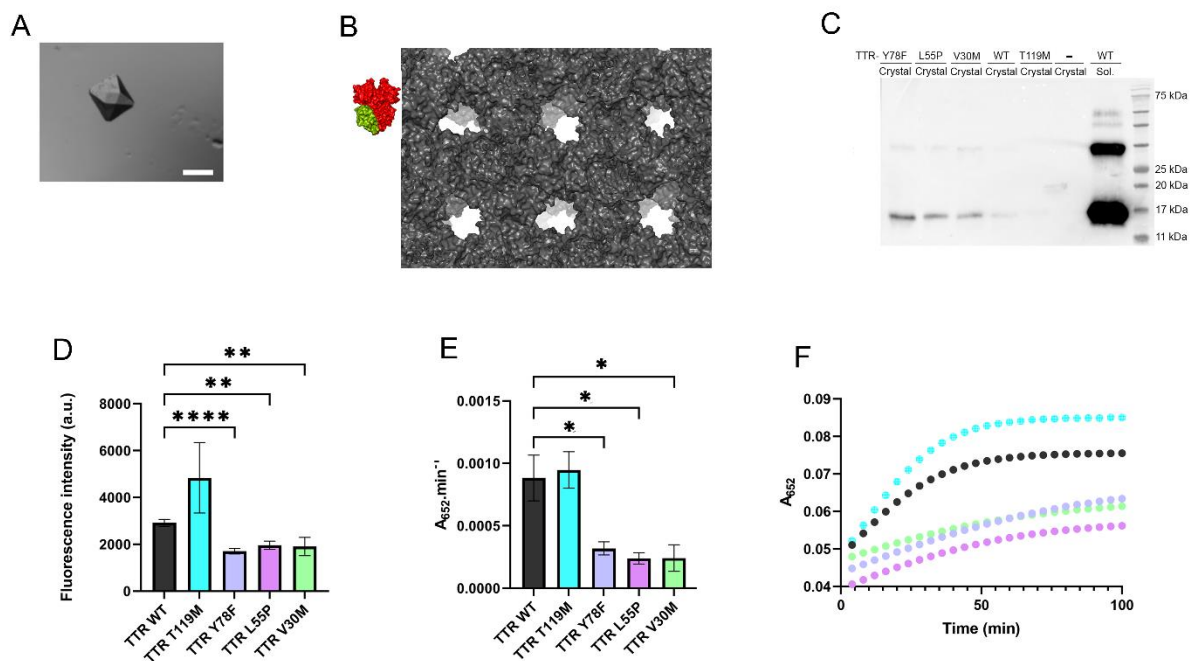 A
B
C
TTR- Y78F L55P V30M WT T119M – WT
Crystal Crystal Crystal Crystal Crystal Crystal Sol.
75 kDa
25 kDa
20 kDa
17 kDa
11 kDa
D
Fluorescence intensity (a.u.)
8000
6000
4000
2000
0
**
**
****
TTR WT
TTR T119M
TTR Y78F
TTR L55P
TTR V30M
E
A₆₅₂.min⁻¹
0.0015
0.0010
0.0005
0.0000
*
*
*
TTR WT
TTR T119M
TTR Y78F
TTR L55P
TTR V30M
F
A₆₅₂
0.09
0.08
0.07
0.06
0.05
0.04
0 50 100
Time (min)